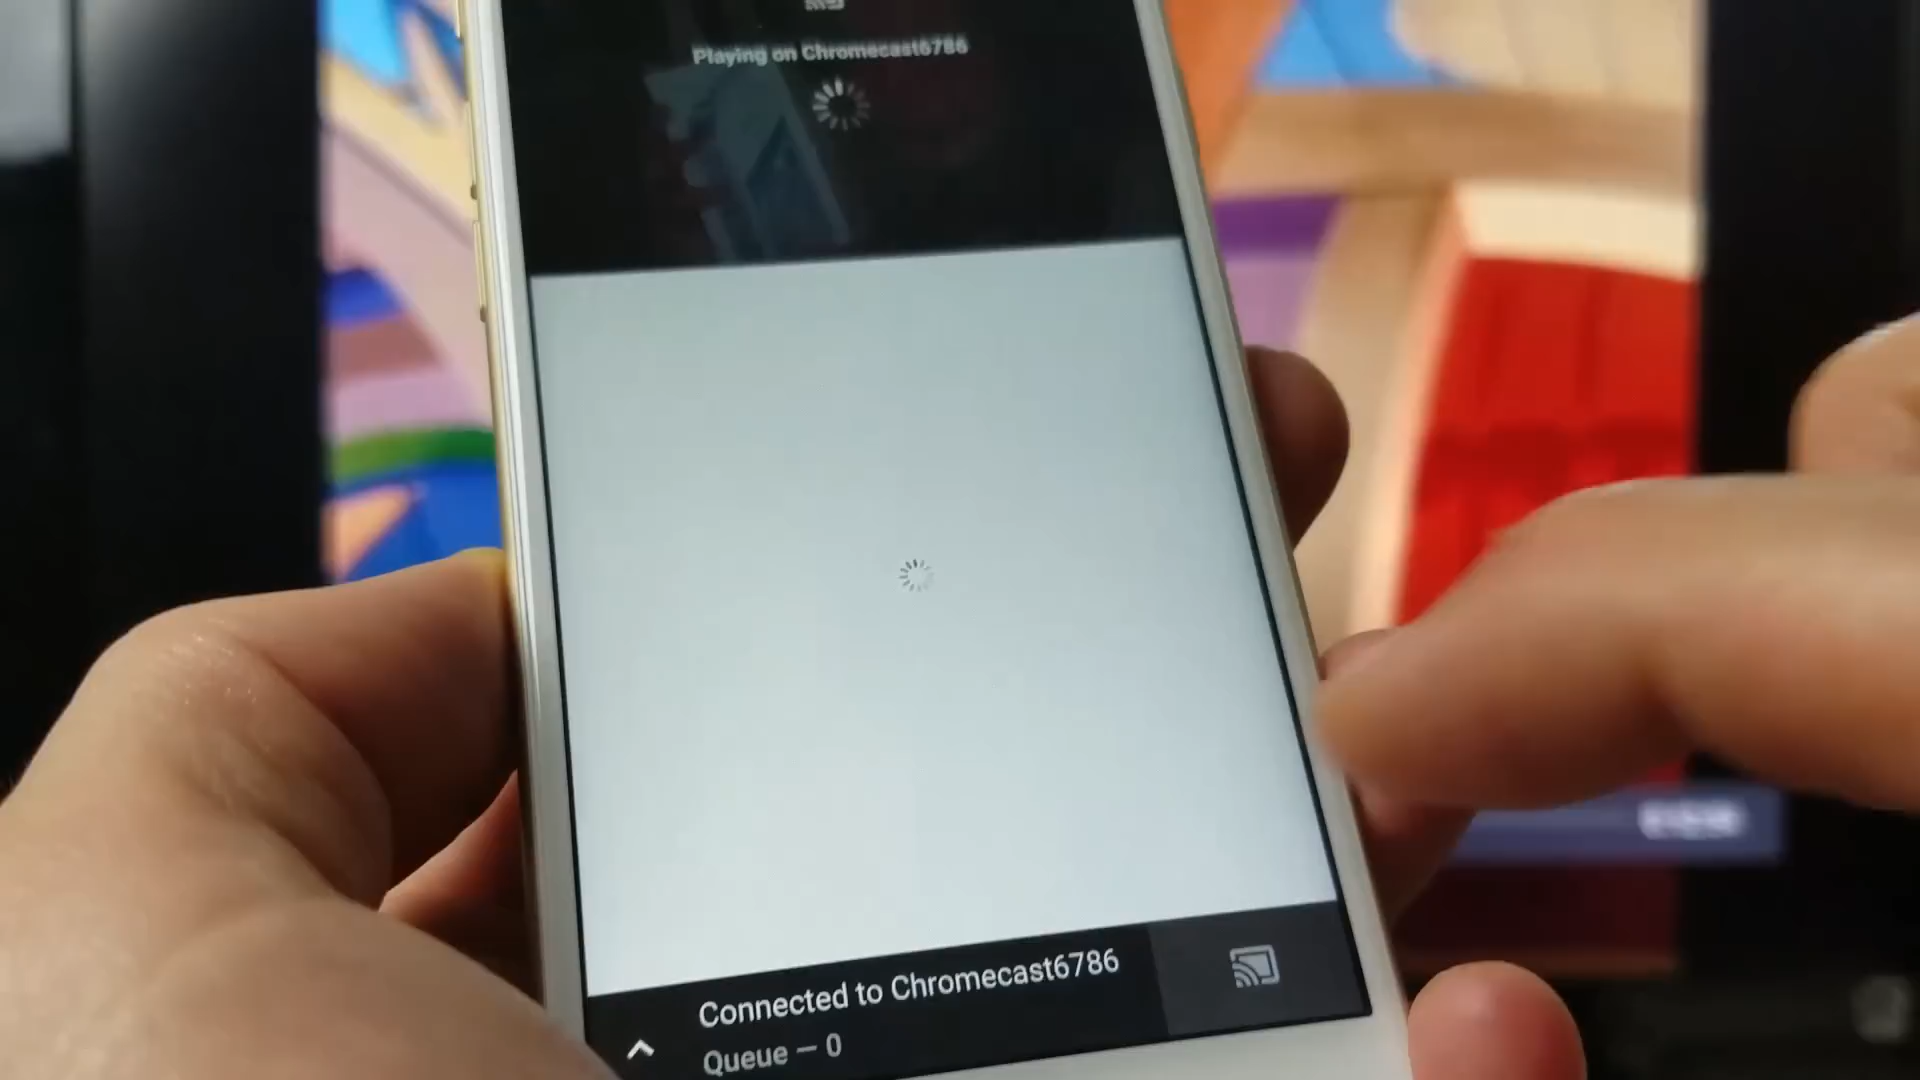 Playing on Chromecast6786
Connected to Chromecast6786
Queue — 0